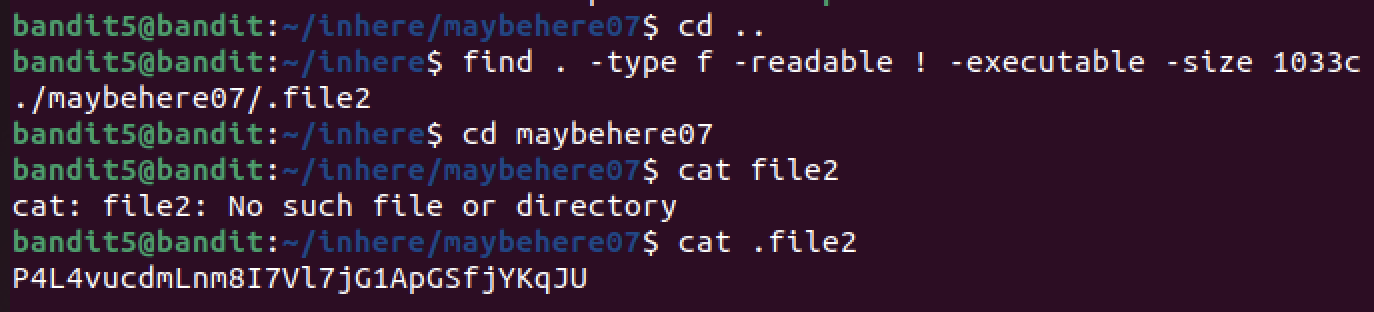 bandit5@bandit:~/inhere/maybehere07$ cd ..
bandit5@bandit:~/inhere$ find . -type f -readable ! -executable -size 1033c
./maybehere07/.file2
bandit5@bandit:~/inhere$ cd maybehere07
bandit5@bandit:~/inhere/maybehere07$ cat file2
cat: file2: No such file or directory
bandit5@bandit:~/inhere/maybehere07$ cat .file2
P4L4vucdmLnm8I7Vl7jG1ApGSfjYKqJU